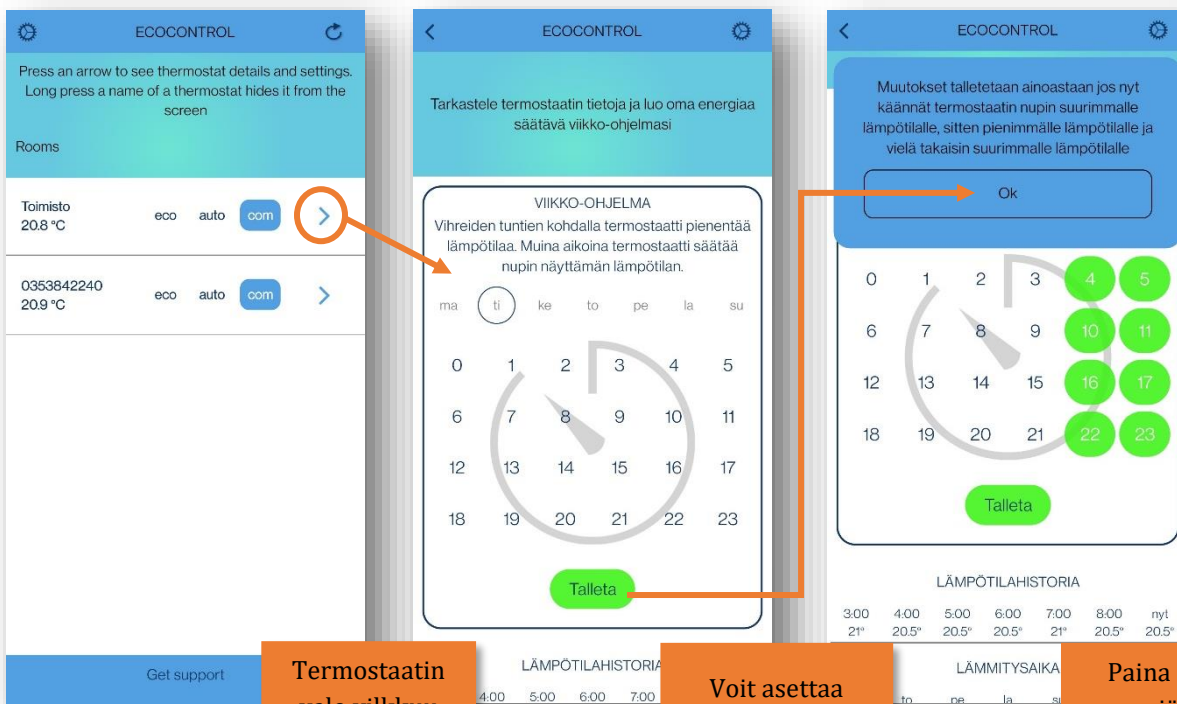 ECOCONTROL
Press an arrow to see thermostat details and settings.
Long press a name of a thermostat hides it from the
screen
Rooms
Toimisto
20.8 °C
eco auto com
0353842240
20.9 °C
eco auto com
Get support
Termostaatin
ECOCONTROL
Tarkastele termostaatin tietoja ja luo oma energiaa
säätävä viikko-ohjelmasi
VIIKKO-OHJELMA
Vihreiden tuntien kohdalla termostaatti pienentää
lämpötilaa. Muina aikoina termostaatti säätää
nupin näyttämän lämpötilan.
ma ti ke to pe la su
0 1 2 3 4 5
6 7 8 9 10 11
12 13 14 15 16 17
18 19 20 21 22 23
Talleta
LÄMPÖTILAHISTORIA
4:00 5:00 6:00 7:00
Voit asettaa
ECOCONTROL
Muutokset talletetaan ainoastaan jos nyt
käännät termostaatin nupin suurimmalle
lämpötilalle, sitten pienimmälle lämpötilalle ja
vielä takaisin suurimmalle lämpötilalle
Ok
0 1 2 3 4 5
6 7 8 9 10 11
12 13 14 15 16 17
18 19 20 21 22 23
Talleta
LÄMPÖTILAHISTORIA
3:00 4:00 5:00 6:00 7:00 8:00 nyt
21° 20.5° 20.5° 20.5° 21° 20.5° 20.5°
LÄMMITYSAIKA
to pe la
Paina